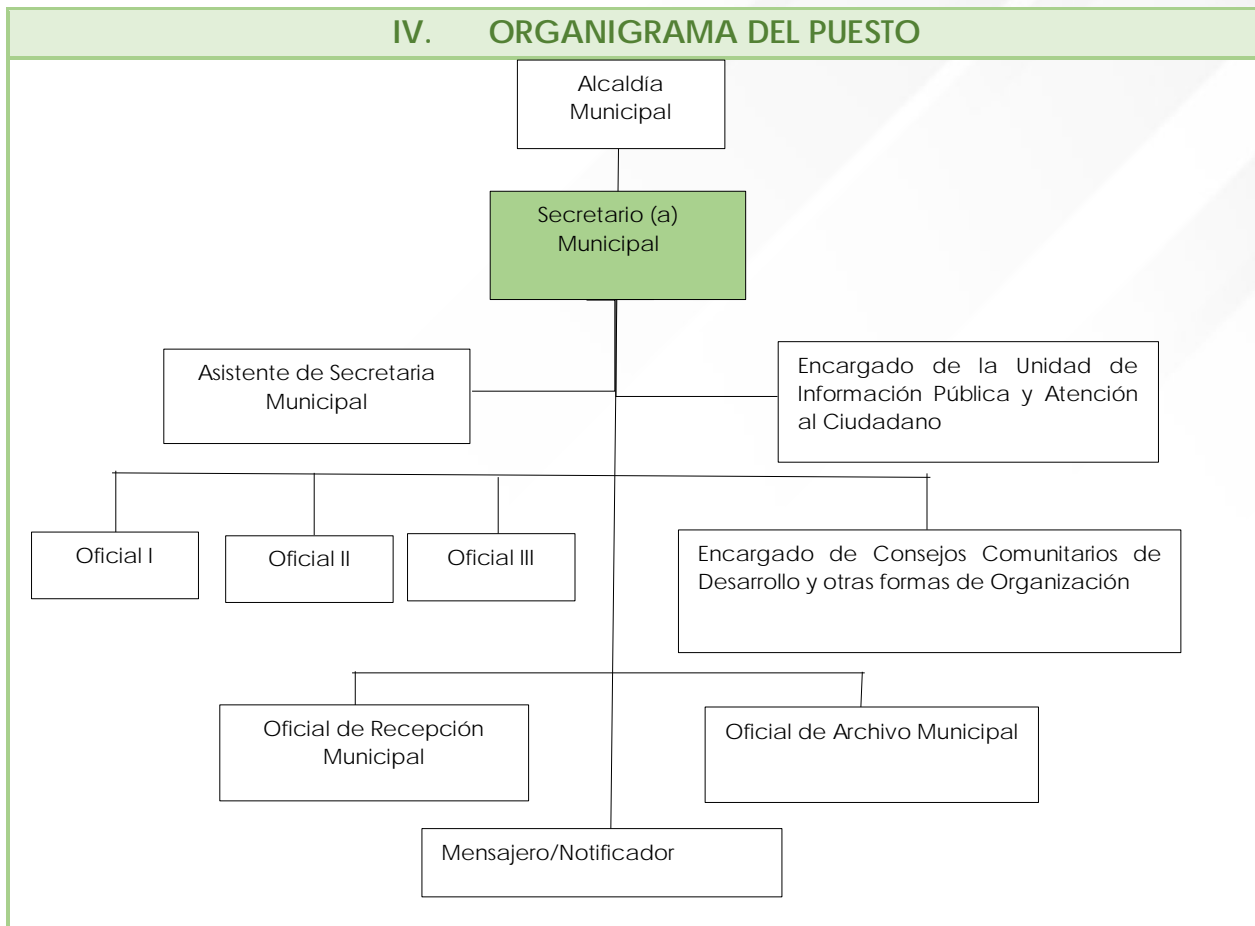 IV. ORGANIGRAMA DEL PUESTO
Alcaldía
Municipal
Secretario (a)
Municipal
Asistente de Secretaria
Municipal
Encargado de la Unidad de
Información Pública y Atención
al Ciudadano
Oficial I
Oficial II
Oficial III
Encargado de Consejos Comunitarios de
Desarrollo y otras formas de Organización
Oficial de Recepción
Municipal
Oficial de Archivo Municipal
Mensajero/Notificador